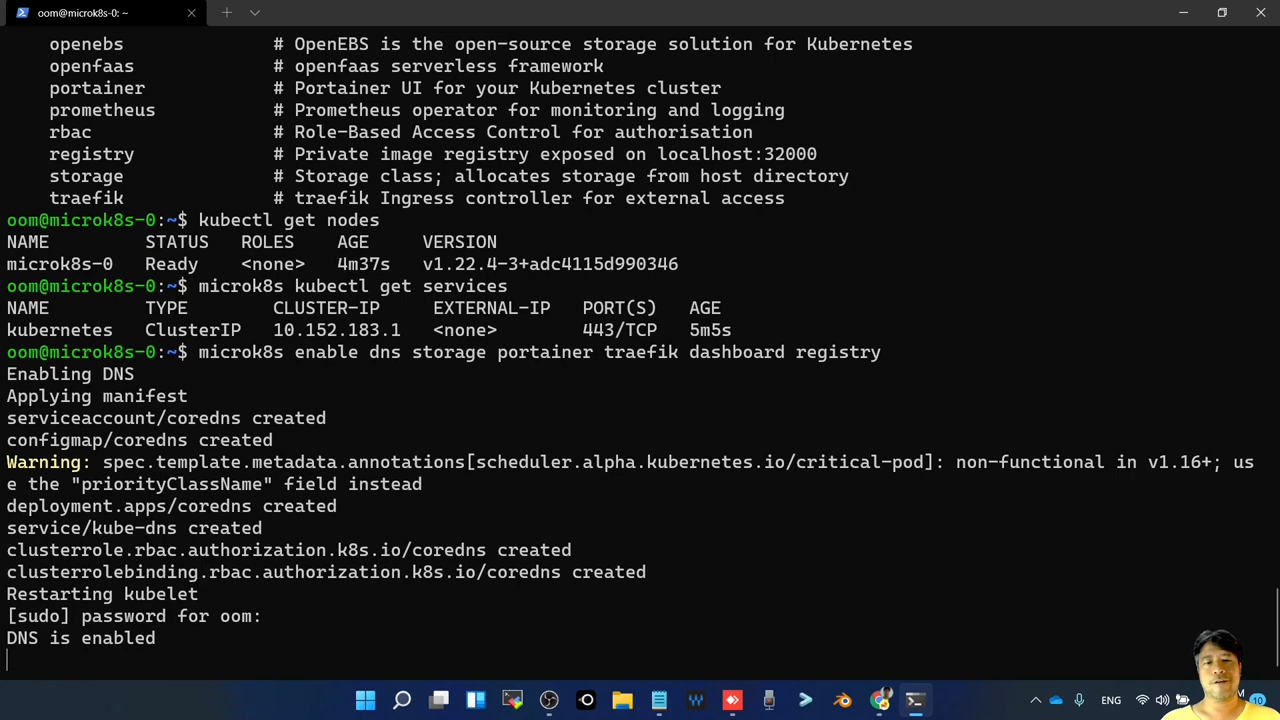 oom@microk8s-0: ~
openebs # OpenEBS is the open-source storage solution for Kubernetes
openfaas # openfaas serverless framework
portainer # Portainer UI for your Kubernetes cluster
prometheus # Prometheus operator for monitoring and logging
rbac # Role-Based Access Control for authorisation
registry # Private image registry exposed on localhost:32000
storage # Storage class; allocates storage from host directory
traefik # traefik Ingress controller for external access
oom@microk8s-0:~$ kubectl get nodes
NAME STATUS ROLES AGE VERSION
microk8s-0 Ready <none> 4m37s v1.22.4-3+adc4115d990346
oom@microk8s-0:~$ microk8s kubectl get services
NAME TYPE CLUSTER-IP EXTERNAL-IP PORT(S) AGE
kubernetes ClusterIP 10.152.183.1 <none> 443/TCP 5m5s
oom@microk8s-0:~$ microk8s enable dns storage portainer traefik dashboard registry
Enabling DNS
Applying manifest
serviceaccount/coredns created
configmap/coredns created
Warning: spec.template.metadata.annotations[scheduler.alpha.kubernetes.io/critical-pod]: non-functional in v1.16+; us
e the "priorityClassName" field instead
deployment.apps/coredns created
service/kube-dns created
clusterrole.rbac.authorization.k8s.io/coredns created
clusterrolebinding.rbac.authorization.k8s.io/coredns created
Restarting kubelet
[sudo] password for oom:
DNS is enabled
ENG
10